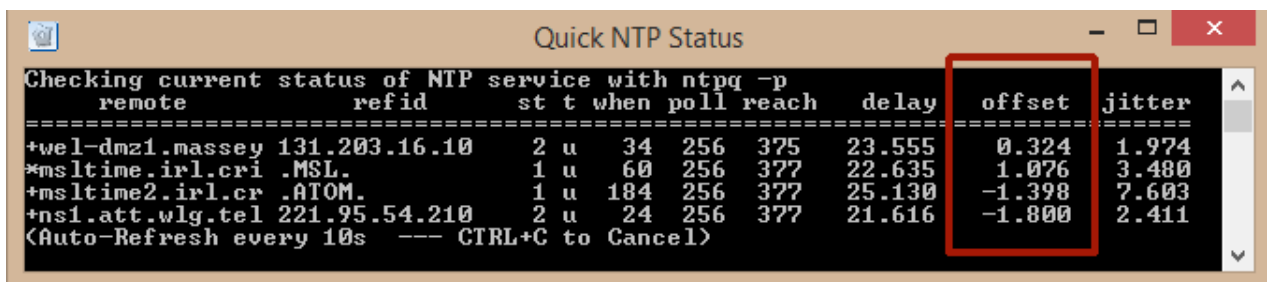 Quick NTP Status
Checking current status of NTP service with ntpq -p
remote refid st t when poll reach delay offset jitter
==============================================================================
+wel-dmz1.massey 131.203.16.10 2 u 34 256 375 23.555 0.324 1.974
*msltime.irl.cri .MSL. 1 u 60 256 377 22.635 1.076 3.480
+msltime2.irl.cr .ATOM. 1 u 184 256 377 25.130 -1.398 7.603
+ns1.att.wlg.tel 221.95.54.210 2 u 24 256 377 21.616 -1.800 2.411
(Auto-Refresh every 10s --- CTRL+C to Cancel)